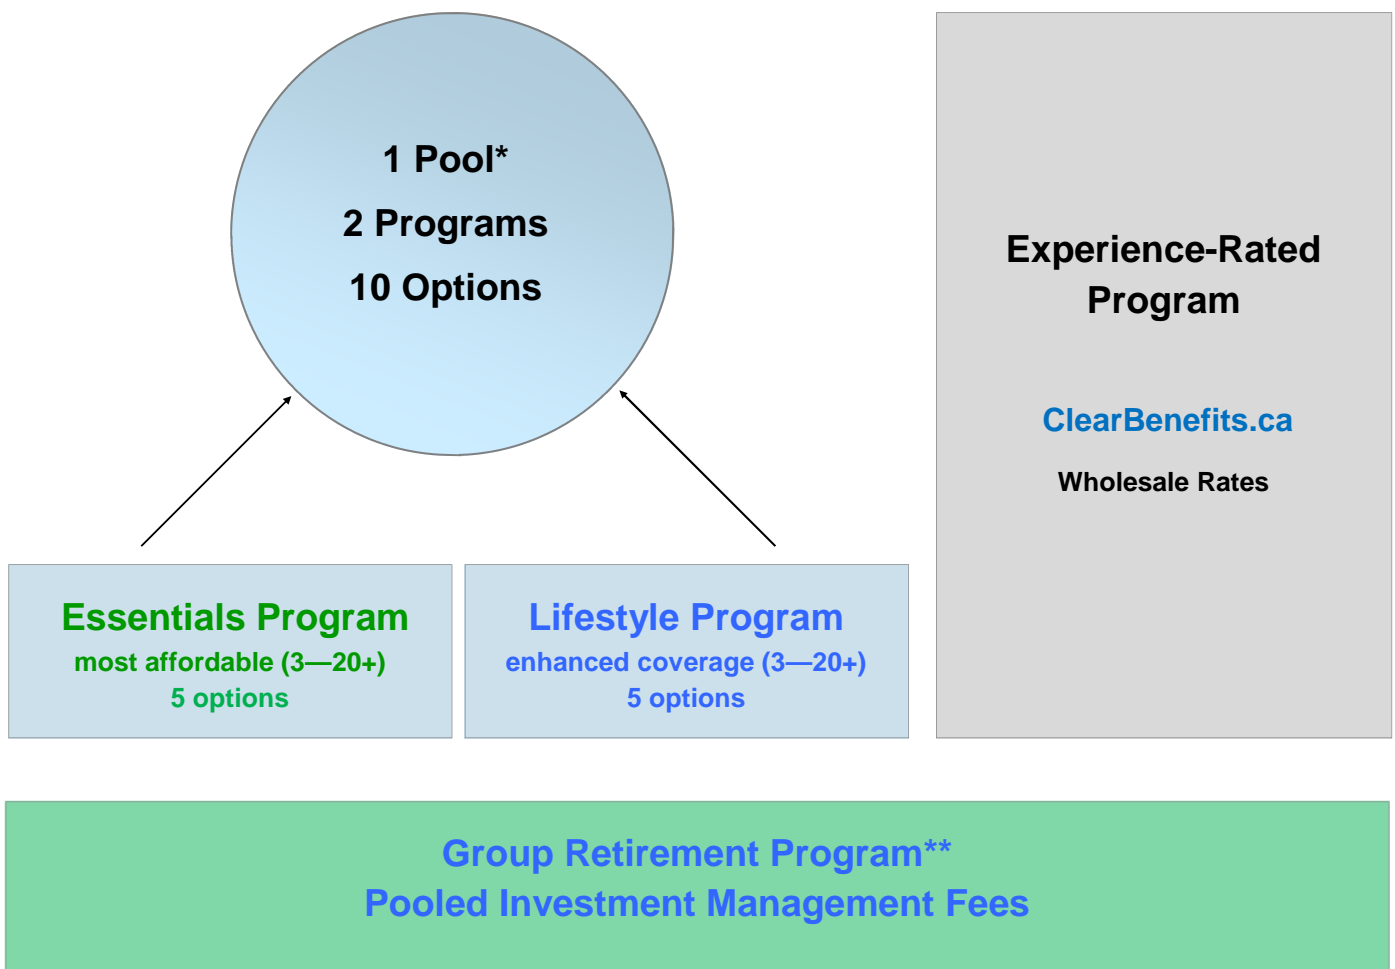 1 Pool*
2 Programs
10 Options
Experience-Rated
Program
ClearBenefits.ca
Wholesale Rates
Essentials Program
most affordable (3—20+)
5 options
Lifestyle Program
enhanced coverage (3—20+)
5 options
Group Retirement Program**
Pooled Investment Management Fees